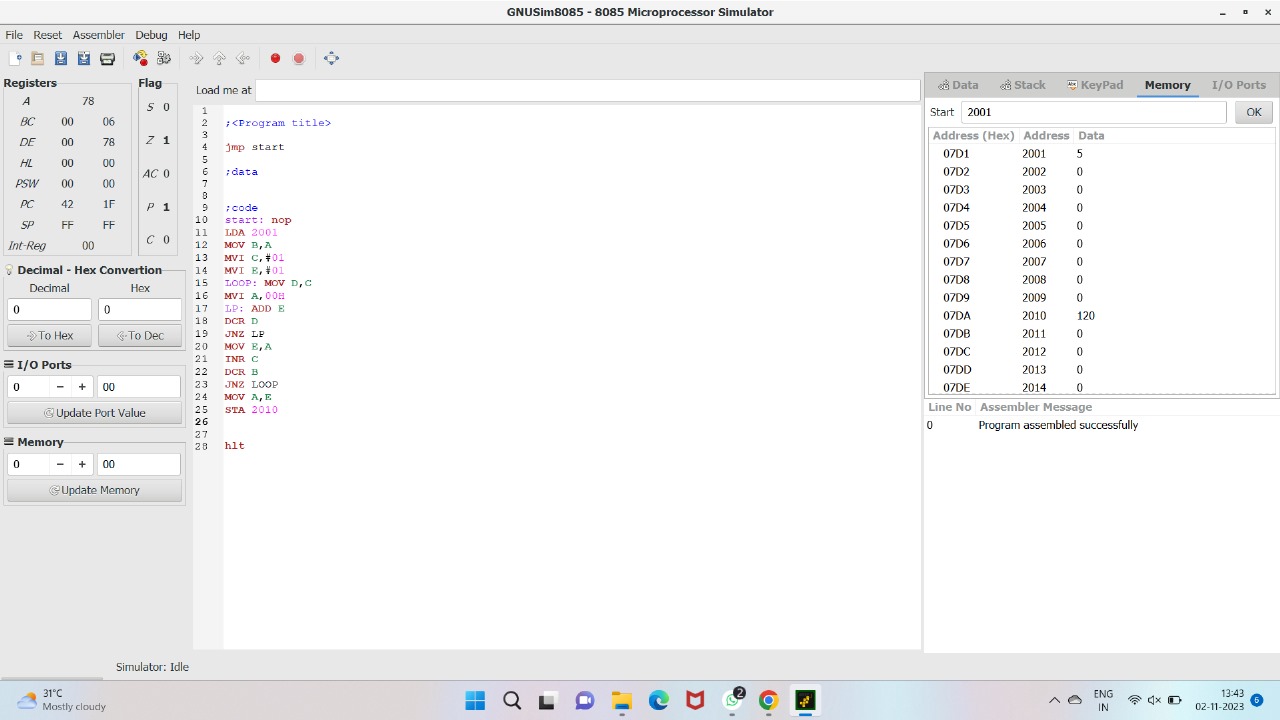 GNUSim8085 - 8085 Microprocessor Simulator
File Reset Assembler Debug Help
Registers
A 78
BC 00 06
DE 00 78
HL 00 00
PSW 00 00
PC 42 1F
SP FF FF
Int-Reg 00
Flag
S 0
Z 1
AC 0
P 1
C 0
Decimal - Hex Convertion
Decimal Hex
0 0
To Hex To Dec
I/O Ports
0 − + 00
Update Port Value
Memory
0 − + 00
Update Memory
Load me at
1
2 ;<Program title>
3
4 jmp start
5
6 ;data
7
8
9 ;code
10 start: nop
11 LDA 2001
12 MOV B,A
13 MVI C,#01
14 MVI E,#01
15 LOOP: MOV D,C
16 MVI A,00H
17 LP: ADD E
18 DCR D
19 JNZ LP
20 MOV E,A
21 INR C
22 DCR B
23 JNZ LOOP
24 MOV A,E
25 STA 2010
26
27
28 hlt
Data Stack KeyPad Memory I/O Ports
Start 2001 OK
Address (Hex) Address Data
07D1 2001 5
07D2 2002 0
07D3 2003 0
07D4 2004 0
07D5 2005 0
07D6 2006 0
07D7 2007 0
07D8 2008 0
07D9 2009 0
07DA 2010 120
07DB 2011 0
07DC 2012 0
07DD 2013 0
07DE 2014 0
Line No Assembler Message
0 Program assembled successfully
Simulator: Idle
31°C
Mostly cloudy
2
ENG
IN
13:43
02-11-2023
6